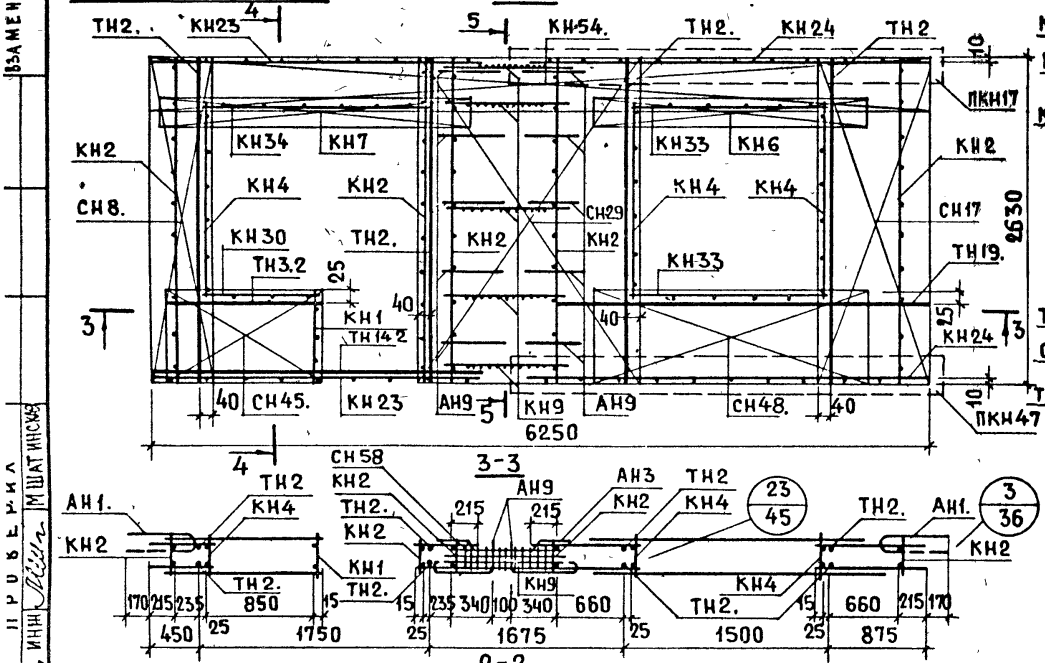 ВЗАМЕН
4
5
ТН2. КН23 КН54. ТН2. КН24 ТН2
10
ПКН17
КН34 КН7 КН33 КН6
КН2 КН2
КН4 КН2 КН4 КН4
СН8. СН29 СН17
КН30 ТН2. КН2 КН2 КН33 2630
ТН3.2 25 ТН19.
40 40 25
3 КН1 3
ТН142 КН24
40 СН45. КН23 АН9 5 КН9 АН9 СН48. 40 10
ПКН47
6250
4
3-3
СН58
КН2 ТН2 АН9 АН3 ТН2 23 3
АН1. КН4 ТН2. 215 215 КН2 КН4 45 ТН2. АН1. 36
КН2 КН2 КН2
КН1 КН9 КН4
ТН2. ТН2. ТН2.
170 215 235 850 15 15 235 340 100 340 660 15 660 215 170
25 25 25 25
450 1750 1675 1500 875
ПРОВЕРИЛ
ИНЖ